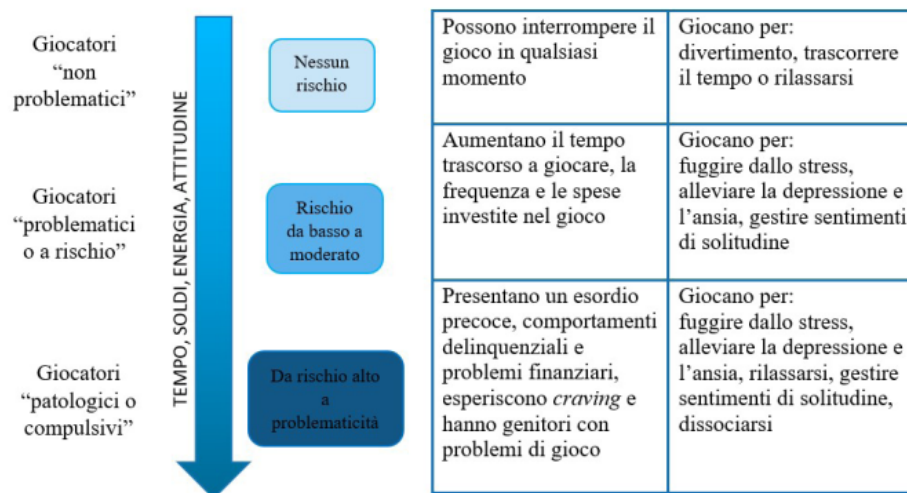 Giocatori
“non
problematici”
Nessun
rischio
Possono interrompere il
gioco in qualsiasi
momento
Giocano per:
divertimento, trascorrere
il tempo o rilassarsi
TEMPO, SOLDI, ENERGIA, ATTITUDINE
Giocatori
“problematici
o a rischio”
Rischio
da basso a
moderato
Aumentano il tempo
trascorso a giocare, la
frequenza e le spese
investite nel gioco
Giocano per:
fuggire dallo stress,
alleviare la depressione e
l’ansia, gestire sentimenti
di solitudine
Giocatori
“patologici o
compulsivi”
Da rischio alto
a
problematicità
Presentano un esordio
precoce, comportamenti
delinquenziali e
problemi finanziari,
esperiscono craving e
hanno genitori con
problemi di gioco
Giocano per:
fuggire dallo stress,
alleviare la depressione e
l’ansia, rilassarsi, gestire
sentimenti di solitudine,
dissociarsi